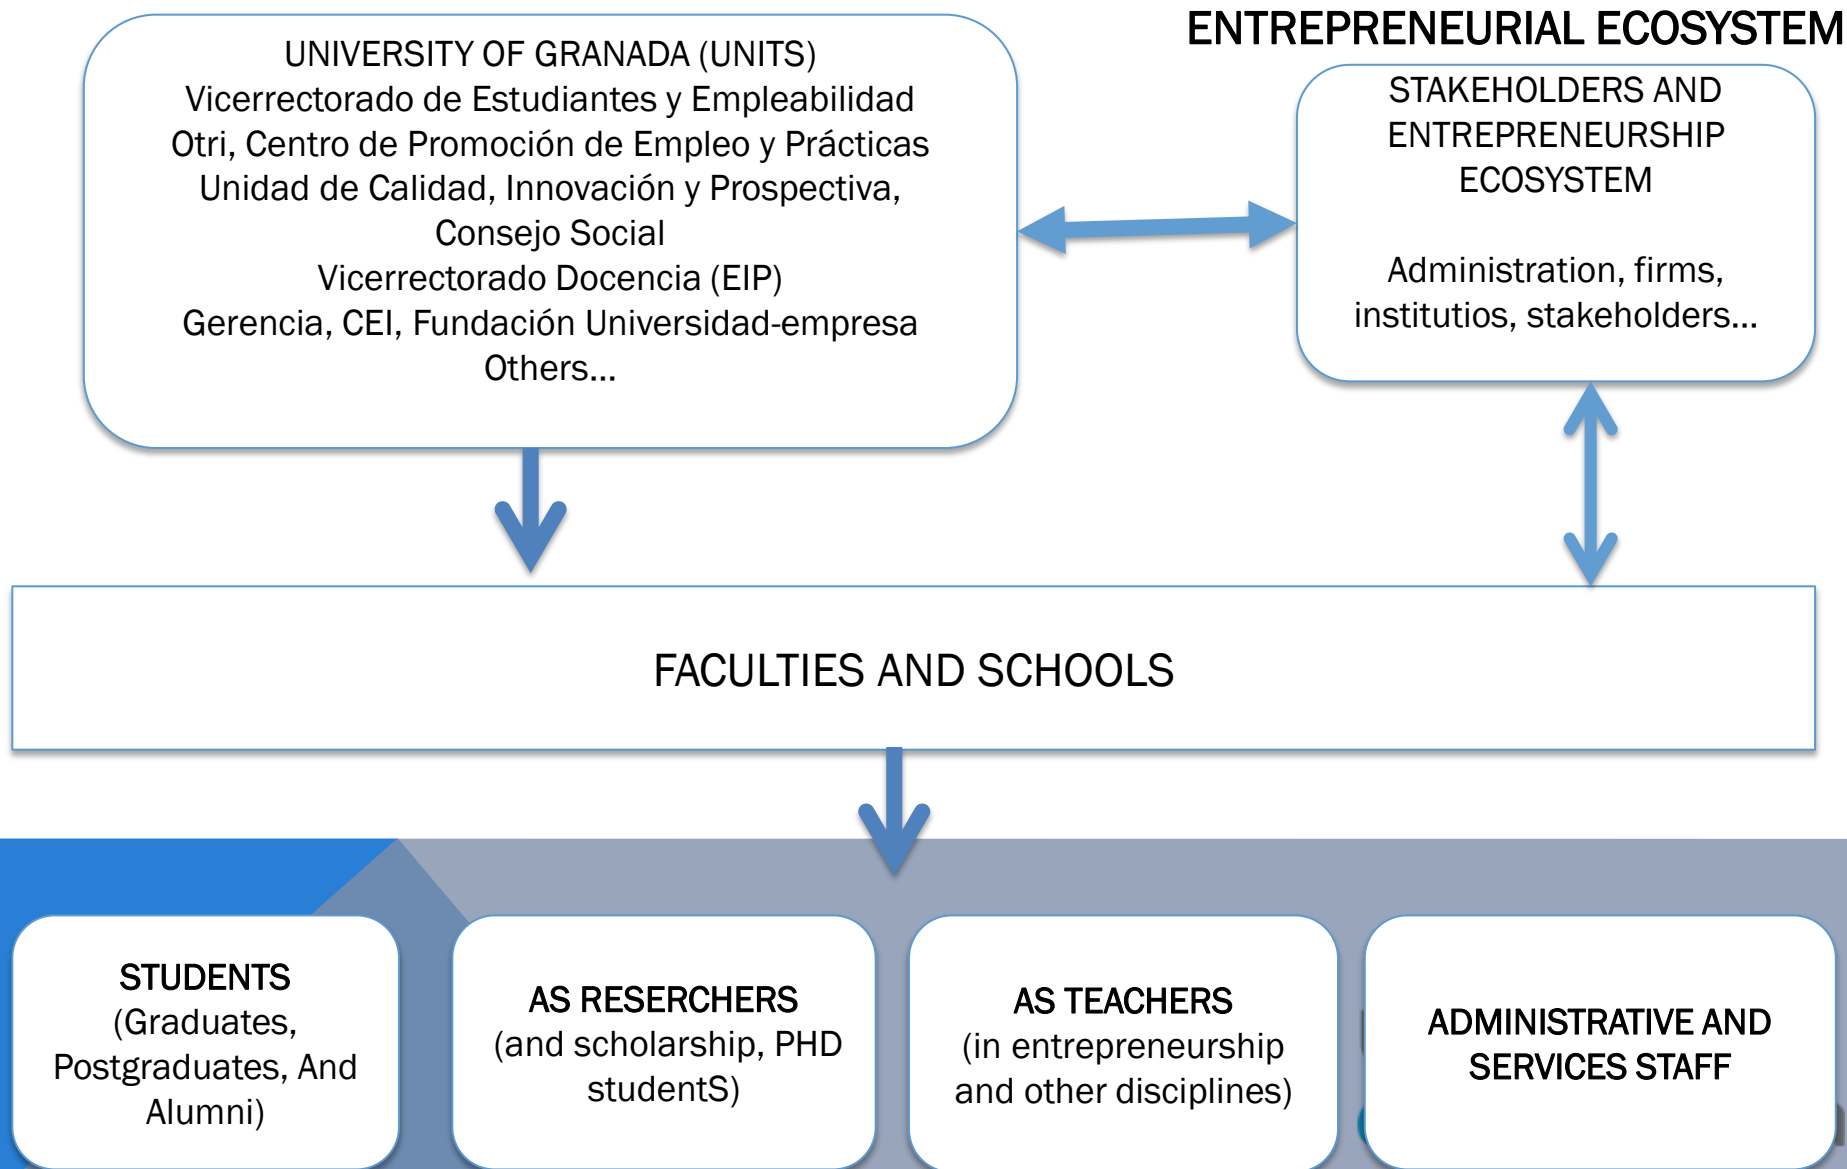 ENTREPRENEURIAL ECOSYSTEM
UNIVERSITY OF GRANADA (UNITS)
Vicerrectorado de Estudiantes y Empleabilidad
Otri, Centro de Promoción de Empleo y Prácticas
Unidad de Calidad, Innovación y Prospectiva,
Consejo Social
Vicerrectorado Docencia (EIP)
Gerencia, CEI, Fundación Universidad-empresa
Others...
STAKEHOLDERS AND
ENTREPRENEURSHIP
ECOSYSTEM
Administration, firms,
institutios, stakeholders...
FACULTIES AND SCHOOLS
STUDENTS
(Graduates,
Postgraduates, And
Alumni)
AS RESERCHERS
(and scholarship, PHD
studentS)
AS TEACHERS
(in entrepreneurship
and other disciplines)
ADMINISTRATIVE AND
SERVICES STAFF